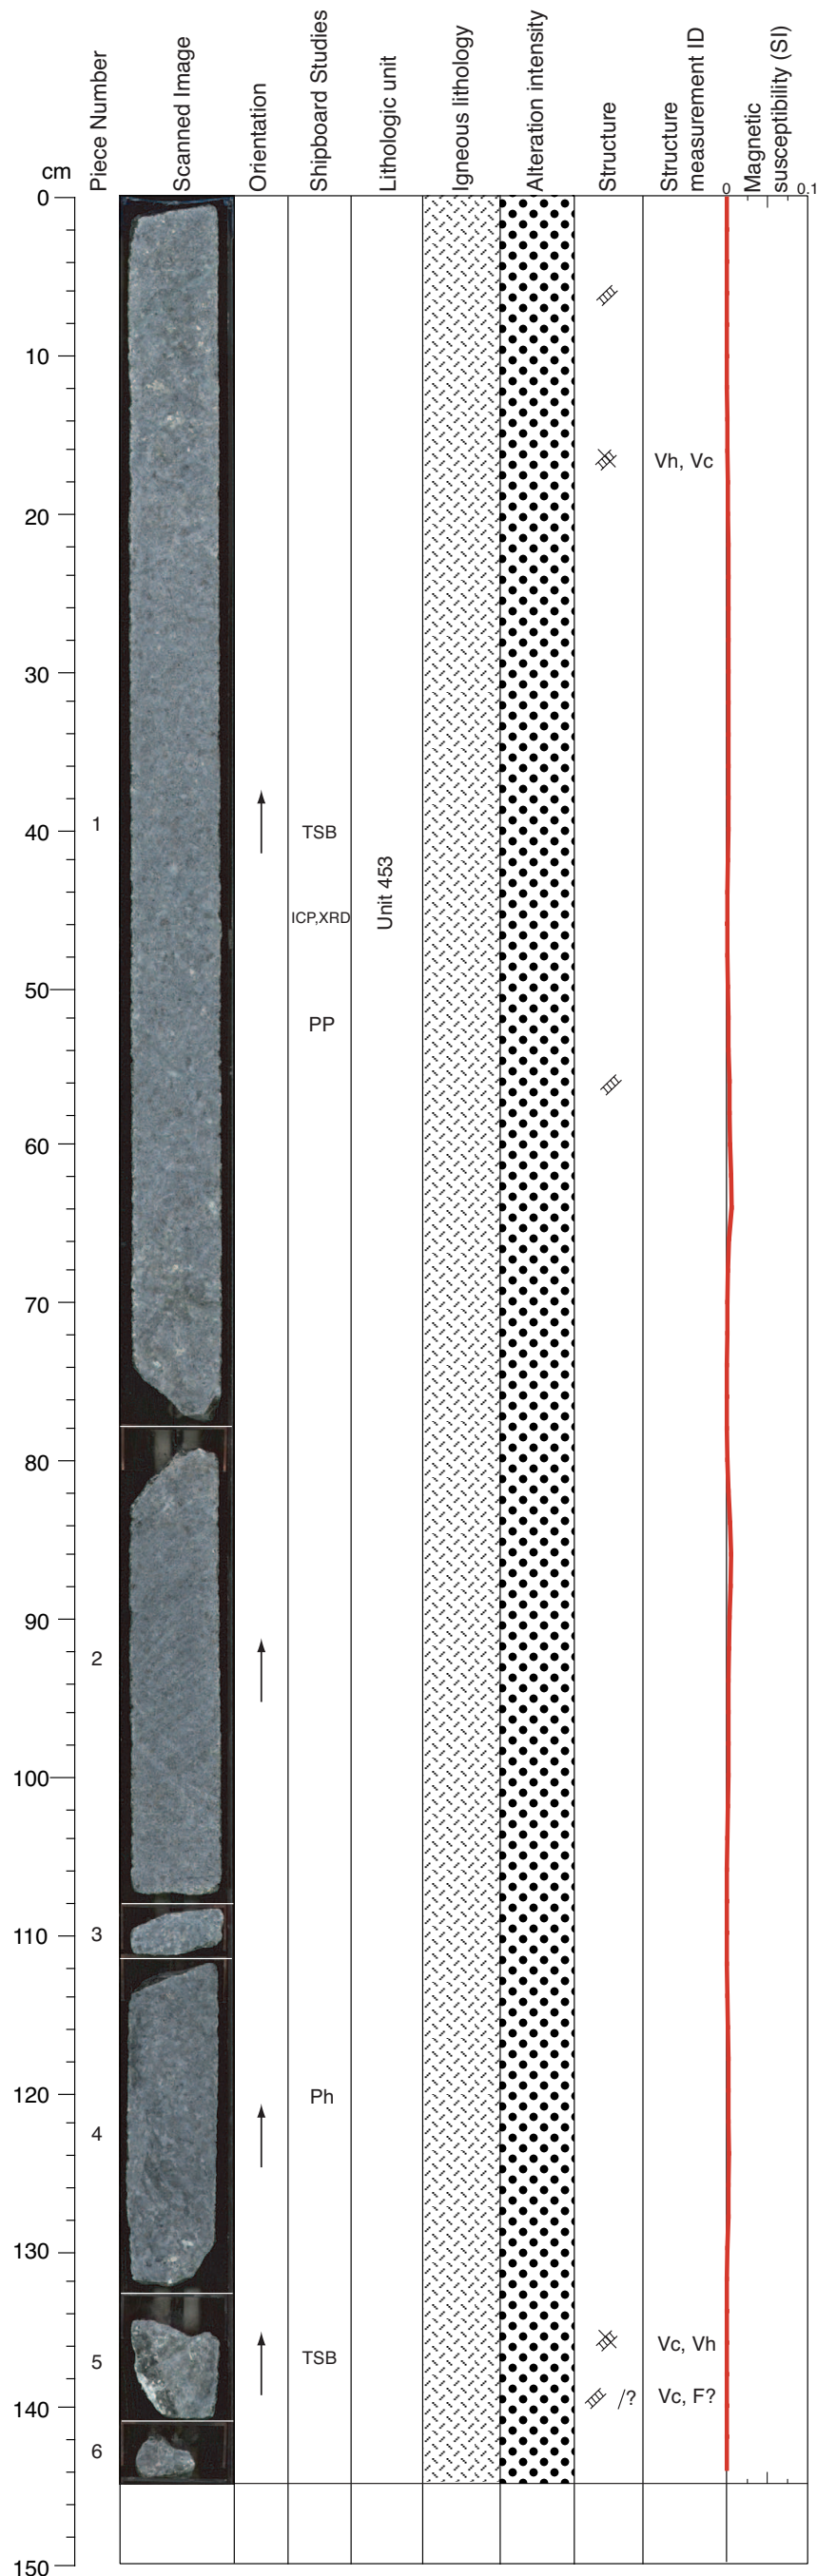 cm
Piece Number
Scanned Image
Orientation
Shipboard Studies
Lithologic unit
Igneous lithology
Alteration intensity
Structure
Structure
measurement ID
Magnetic
susceptibility (SI)
0 0.1
0
10
Vh, Vc
20
30
1
40
TSB
Unit 453
ICP,XRD
50
PP
60
70
80
90
2
100
110
3
120
Ph
4
130
Vc, Vh
5
TSB
140
/?
Vc, F?
6
150